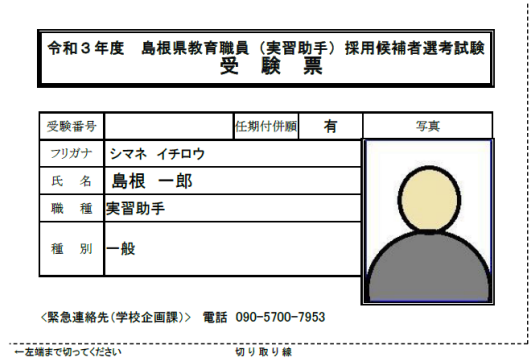 令和3年度 島根県教育職員(実習助手)採用候補者選考試験
受 験 票
受験番号 任期付併願 有 写真
フリガナ シマネ イチロウ
氏 名 島根 一郎
職 種 実習助手
種 別 一般
<緊急連絡先(学校企画課)> 電話 090-5700-7953
←左端まで切ってください 切り取り線